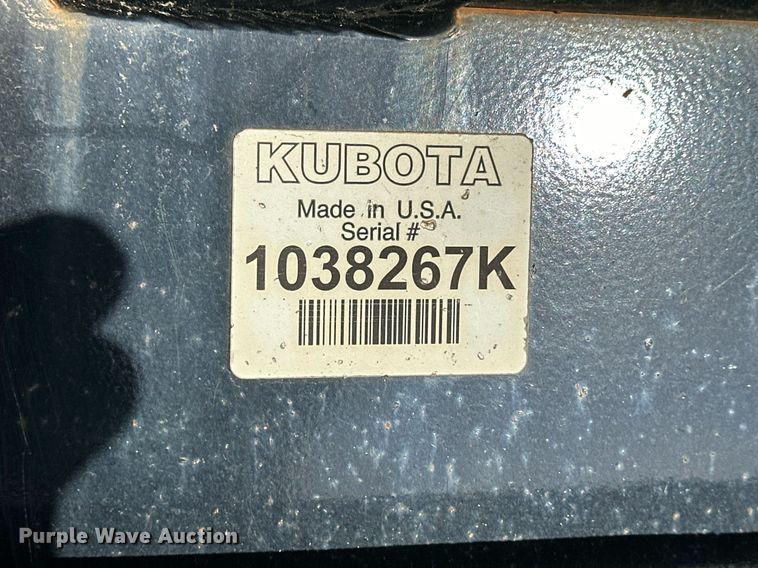 KUBOTA
Made in U.S.A.
Serial #
1038267K
Purple Wave Auction